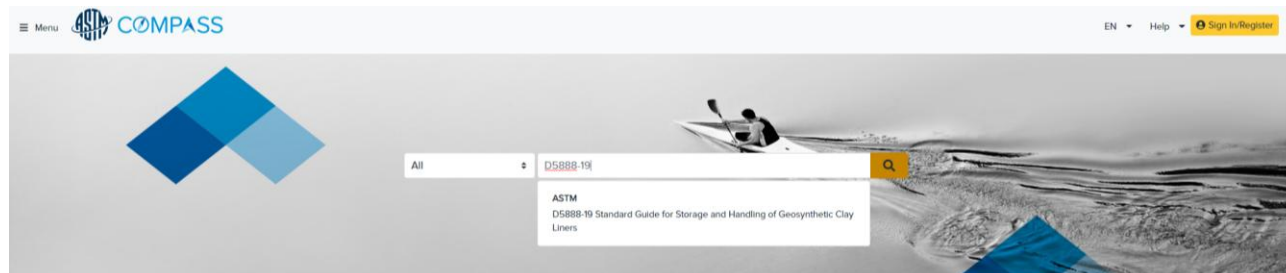 Menu
ASTM COMPASS
EN
Help
Sign In/Register
All
D5888-19
ASTM
D5888-19 Standard Guide for Storage and Handling of Geosynthetic Clay
Liners